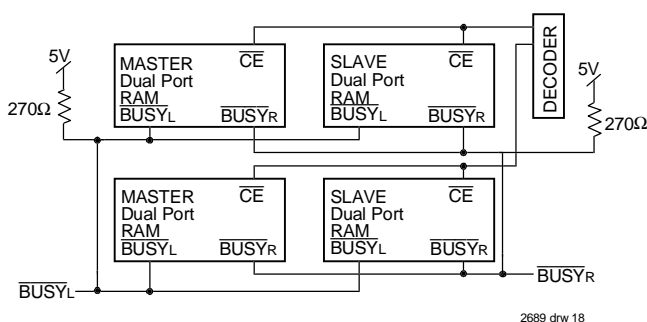 5V
270Ω
MASTER
Dual Port
RAM
BUSYL
CE
BUSYR
SLAVE
Dual Port
RAM
BUSYL
CE
BUSYR
DECODER
5V
270Ω
MASTER
Dual Port
RAM
BUSYL
CE
BUSYR
SLAVE
Dual Port
RAM
BUSYL
CE
BUSYR
BUSYL
BUSYR
2689 drw 18